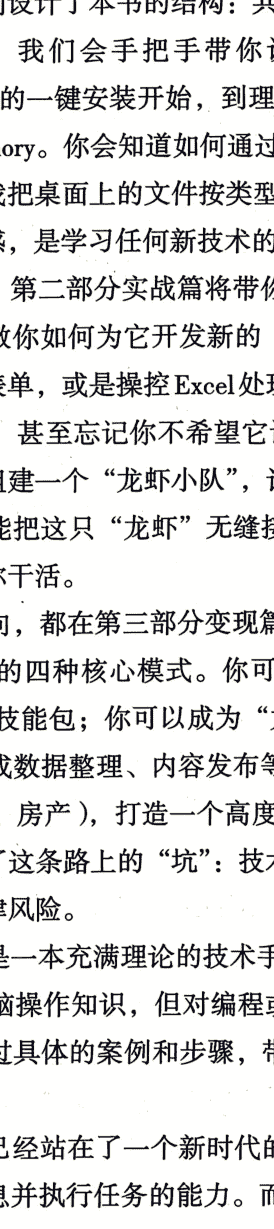 设计了本书的结构：共
我们会手把手带你
的一键安装开始，到理
ory。你会知道如何通过
把桌面上的文件按类型
，是学习任何新技术的
第二部分实战篇将带你
你如何为它开发新的
单，或是操控Excel处理
甚至忘记你不希望它
建一个“龙虾小队”，
能把这只“龙虾”无缝接
你干活。
，都在第三部分变现篇
的四种核心模式。你可
技能包；你可以成为“
成数据整理、内容发布等
房产），打造一个高度
了这条路上的“坑”：技术
律风险。
是一本充满理论的技术手
脑操作知识，但对编程或
过具体的案例和步骤，带
已经站在了一个新时代的
息并执行任务的能力。而